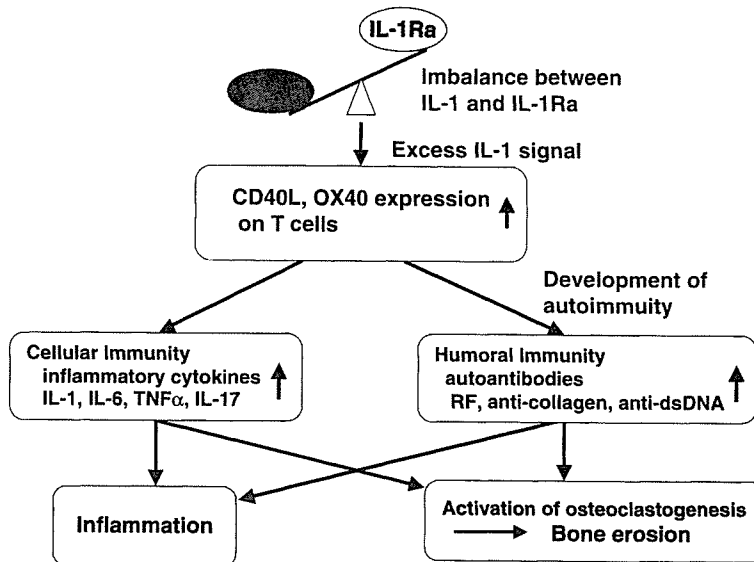 IL-1Ra
Imbalance between
IL-1 and IL-1Ra
Excess IL-1 signal
CD40L, OX40 expression
on T cells
Development of
autoimmuity
Cellular Immunity
inflammatory cytokines
IL-1, IL-6, TNFα, IL-17
Humoral Immunity
autoantibodies
RF, anti-collagen, anti-dsDNA
Inflammation
Activation of osteoclastogenesis
Bone erosion